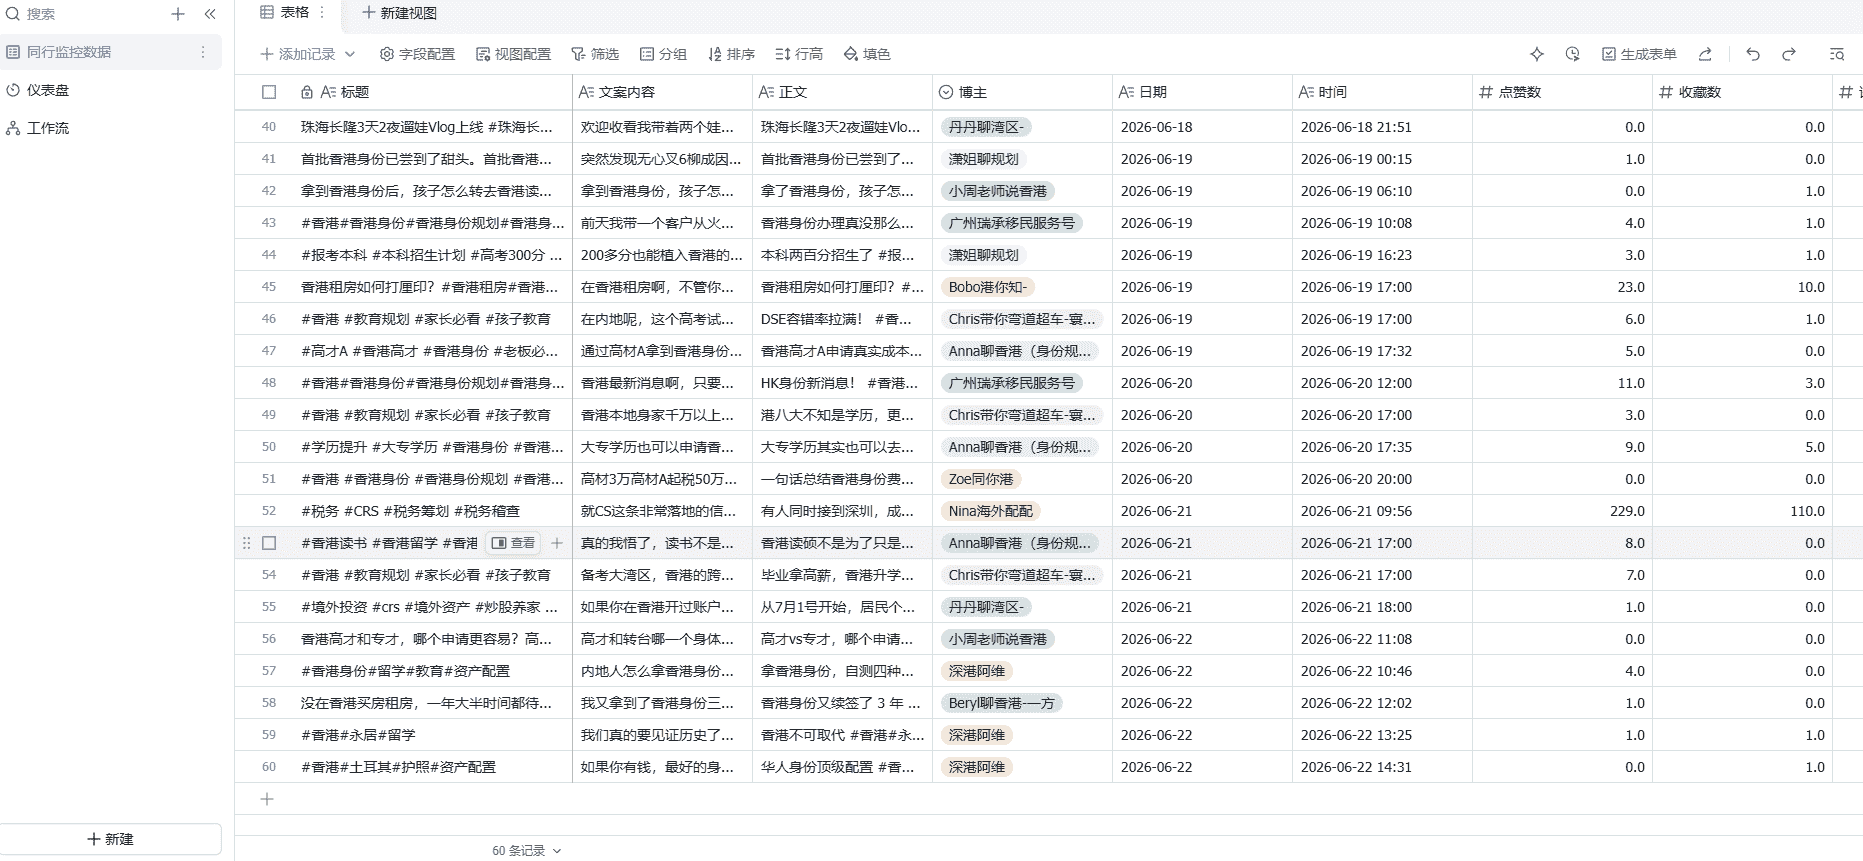 搜索
同行监控数据
仪表盘
工作流
新建
表格 新建视图
添加记录 字段配置 视图配置 筛选 分组 排序 行高 填色 生成表单
标题 文案内容 正文 博主 日期 时间 点赞数 收藏数
40 珠海长隆3天2夜遛娃Vlog上线 #珠海长... 欢迎收看我带着两个娃... 珠海长隆3天2夜遛娃Vlo... 丹丹聊湾区- 2026-06-18 2026-06-18 21:51 0.0 0.0
41 首批香港身份已尝到了甜头。首批香港... 突然发现无心叉6柳成因... 首批香港身份已尝到了... 潇姐聊规划 2026-06-19 2026-06-19 00:15 1.0 0.0
42 拿到香港身份后，孩子怎么转去香港读... 拿到香港身份，孩子怎... 拿了香港身份，孩子怎... 小周老师说香港 2026-06-19 2026-06-19 06:10 0.0 1.0
43 #香港#香港身份#香港身份规划#香港身... 前天我带一个客户从火... 香港身份办理真没那么... 广州瑞承移民服务号 2026-06-19 2026-06-19 10:08 4.0 1.0
44 #报考本科 #本科招生计划 #高考300分 ... 200多分也能植入香港的... 本科两百分招生了 #报... 潇姐聊规划 2026-06-19 2026-06-19 16:23 3.0 1.0
45 香港租房如何打厘印？#香港租房#香港... 在香港租房啊，不管你... 香港租房如何打厘印？#... Bobo港你知- 2026-06-19 2026-06-19 17:00 23.0 10.0
46 #香港 #教育规划 #家长必看 #孩子教育 在内地呢，这个高考试... DSE容错率拉满！ #香... Chris带你弯道超车-寰... 2026-06-19 2026-06-19 17:00 6.0 1.0
47 #高才A #香港高才 #香港身份 #老板必... 通过高材A拿到香港身份... 香港高才A申请真实成本... Anna聊香港（身份规... 2026-06-19 2026-06-19 17:32 5.0 0.0
48 #香港#香港身份#香港身份规划#香港身... 香港最新消息啊，只要... HK身份新消息！ #香港... 广州瑞承移民服务号 2026-06-20 2026-06-20 12:00 11.0 3.0
49 #香港 #教育规划 #家长必看 #孩子教育 香港本地身家千万以上... 港八大不知是学历，更... Chris带你弯道超车-寰... 2026-06-20 2026-06-20 17:00 3.0 0.0
50 #学历提升 #大专学历 #香港身份 #香港... 大专学历也可以申请香... 大专学历其实也可以去... Anna聊香港（身份规... 2026-06-20 2026-06-20 17:35 9.0 5.0
51 #香港 #香港身份 #香港身份规划 #香港... 高材3万高材A起税50万... 一句话总结香港身份费... Zoe同你港 2026-06-20 2026-06-20 20:00 0.0 0.0
52 #税务 #CRS #税务筹划 #税务稽查 就CS这条非常落地的信... 有人同时接到深圳，成... Nina海外配配 2026-06-21 2026-06-21 09:56 229.0 110.0
#香港读书 #香港留学 #香港 查看 真的我悟了，读书不是... 香港读硕不是为了只是... Anna聊香港（身份规... 2026-06-21 2026-06-21 17:00 8.0 0.0
54 #香港 #教育规划 #家长必看 #孩子教育 备考大湾区，香港的跨... 毕业拿高薪，香港升学... Chris带你弯道超车-寰... 2026-06-21 2026-06-21 17:00 7.0 0.0
55 #境外投资 #crs #境外资产 #炒股养家 ... 如果你在香港开过账户... 从7月1号开始，居民个... 丹丹聊湾区- 2026-06-21 2026-06-21 18:00 1.0 0.0
56 香港高才和专才，哪个申请更容易？高... 高才和转台哪一个身体... 高才vs专才，哪个申请... 小周老师说香港 2026-06-22 2026-06-22 11:08 0.0 0.0
57 #香港身份#留学#教育#资产配置 内地人怎么拿香港身份... 拿香港身份，自测四种... 深港阿维 2026-06-22 2026-06-22 10:46 4.0 0.0
58 没在香港买房租房，一年大半时间都待... 我又拿到了香港身份三... 香港身份又续签了 3 年 ... Beryl聊香港-一方 2026-06-22 2026-06-22 12:02 1.0 0.0
59 #香港#永居#留学 我们真的要见证历史了... 香港不可取代 #香港#永... 深港阿维 2026-06-22 2026-06-22 13:25 1.0 1.0
60 #香港#土耳其#护照#资产配置 如果你有钱，最好的身... 华人身份顶级配置 #香... 深港阿维 2026-06-22 2026-06-22 14:31 0.0 1.0
60 条记录